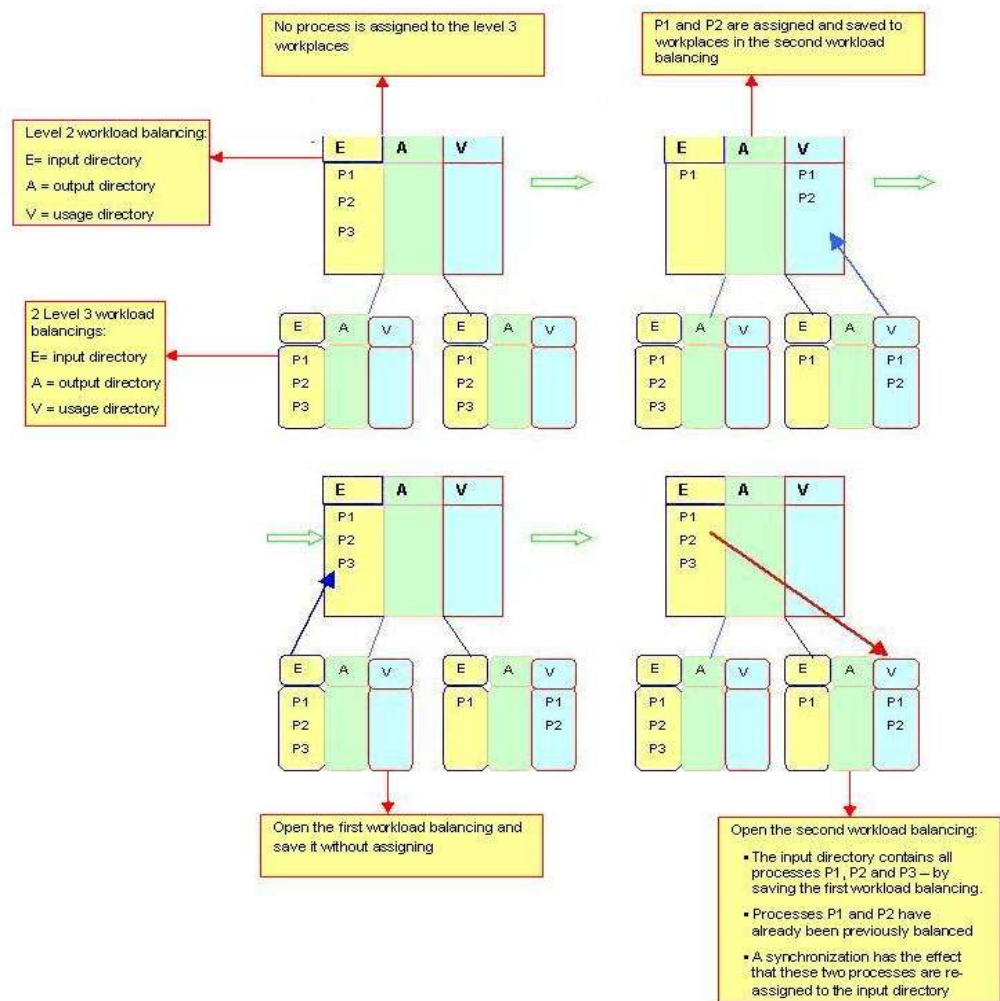 No process is assigned to the level 3
workplaces
P1 and P2 are assigned and saved to
workplaces in the second workload
balancing
Level 2 workload balancing:
E= input directory
A = output directory
V = usage directory
E A V
P1
P2
P3
E A V
P1 P1
P2
2 Level 3 workload
balancings:
E= input directory
A = output directory
V = usage directory
E A V
P1
P2
P3
E A V
P1
P2
P3
E A V
P1
P2
P3
E A V
P1 P1
P2
E A V
P1
P2
P3
E A V
P1
P2
P3
E A V
P1
P2
P3
E A V
P1 P1
P2
E A V
P1
P2
P3
E A V
P1 P1
P2
Open the first workload balancing and
save it without assigning
Open the second workload balancing:
▪ The input directory contains all
processes P1, P2 and P3 – by
saving the first workload balancing.
▪ Processes P1 and P2 have
already been previously balanced
▪ A synchronization has the effect
that these two processes are re-
assigned to the input directory